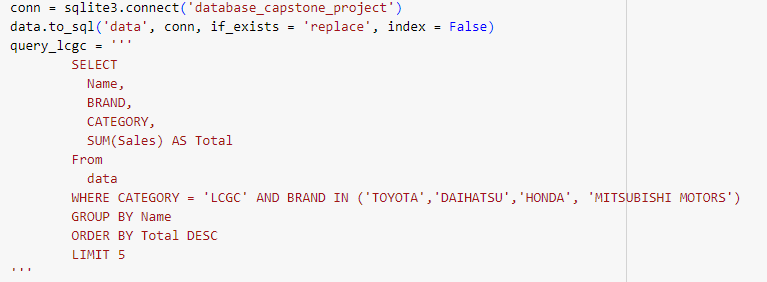 conn = sqlite3.connect('database_capstone_project')
data.to_sql('data', conn, if_exists = 'replace', index = False)
query_lcgc = '''
        SELECT
          Name,
          BRAND,
          CATEGORY,
          SUM(Sales) AS Total
        From
          data
        WHERE CATEGORY = 'LCGC' AND BRAND IN ('TOYOTA','DAIHATSU','HONDA', 'MITSUBISHI MOTORS')
        GROUP BY Name
        ORDER BY Total DESC
        LIMIT 5
'''